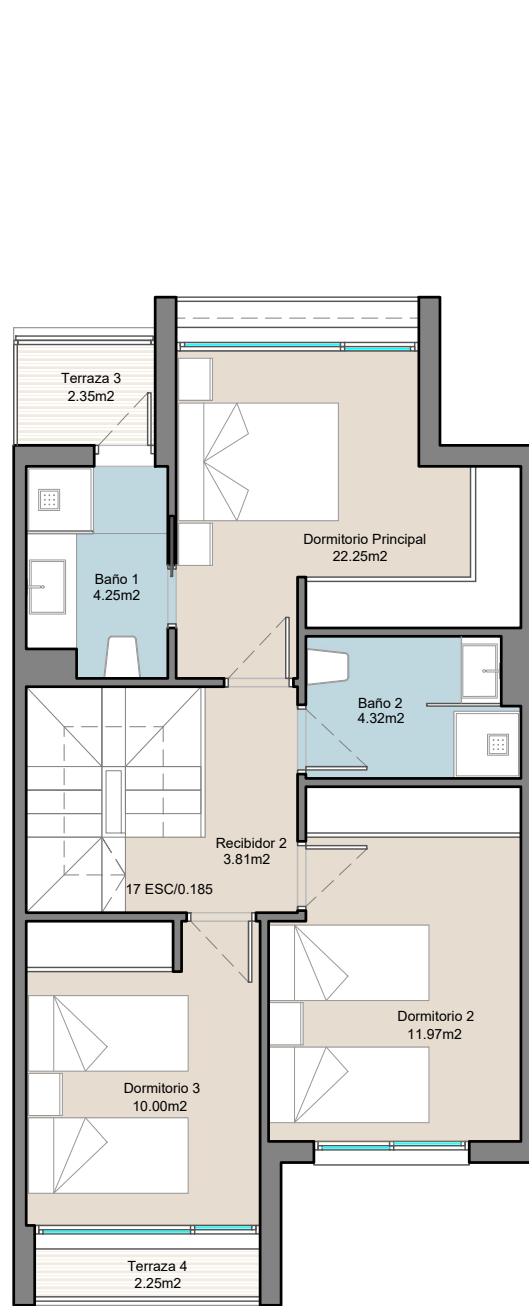 Terraza 3
2.35m2
Dormitorio Principal
22.25m2
Baño 1
4.25m2
Baño 2
4.32m2
Recibidor 2
3.81m2
17 ESC/0.185
Dormitorio 2
11.97m2
Dormitorio 3
10.00m2
Terraza 4
2.25m2